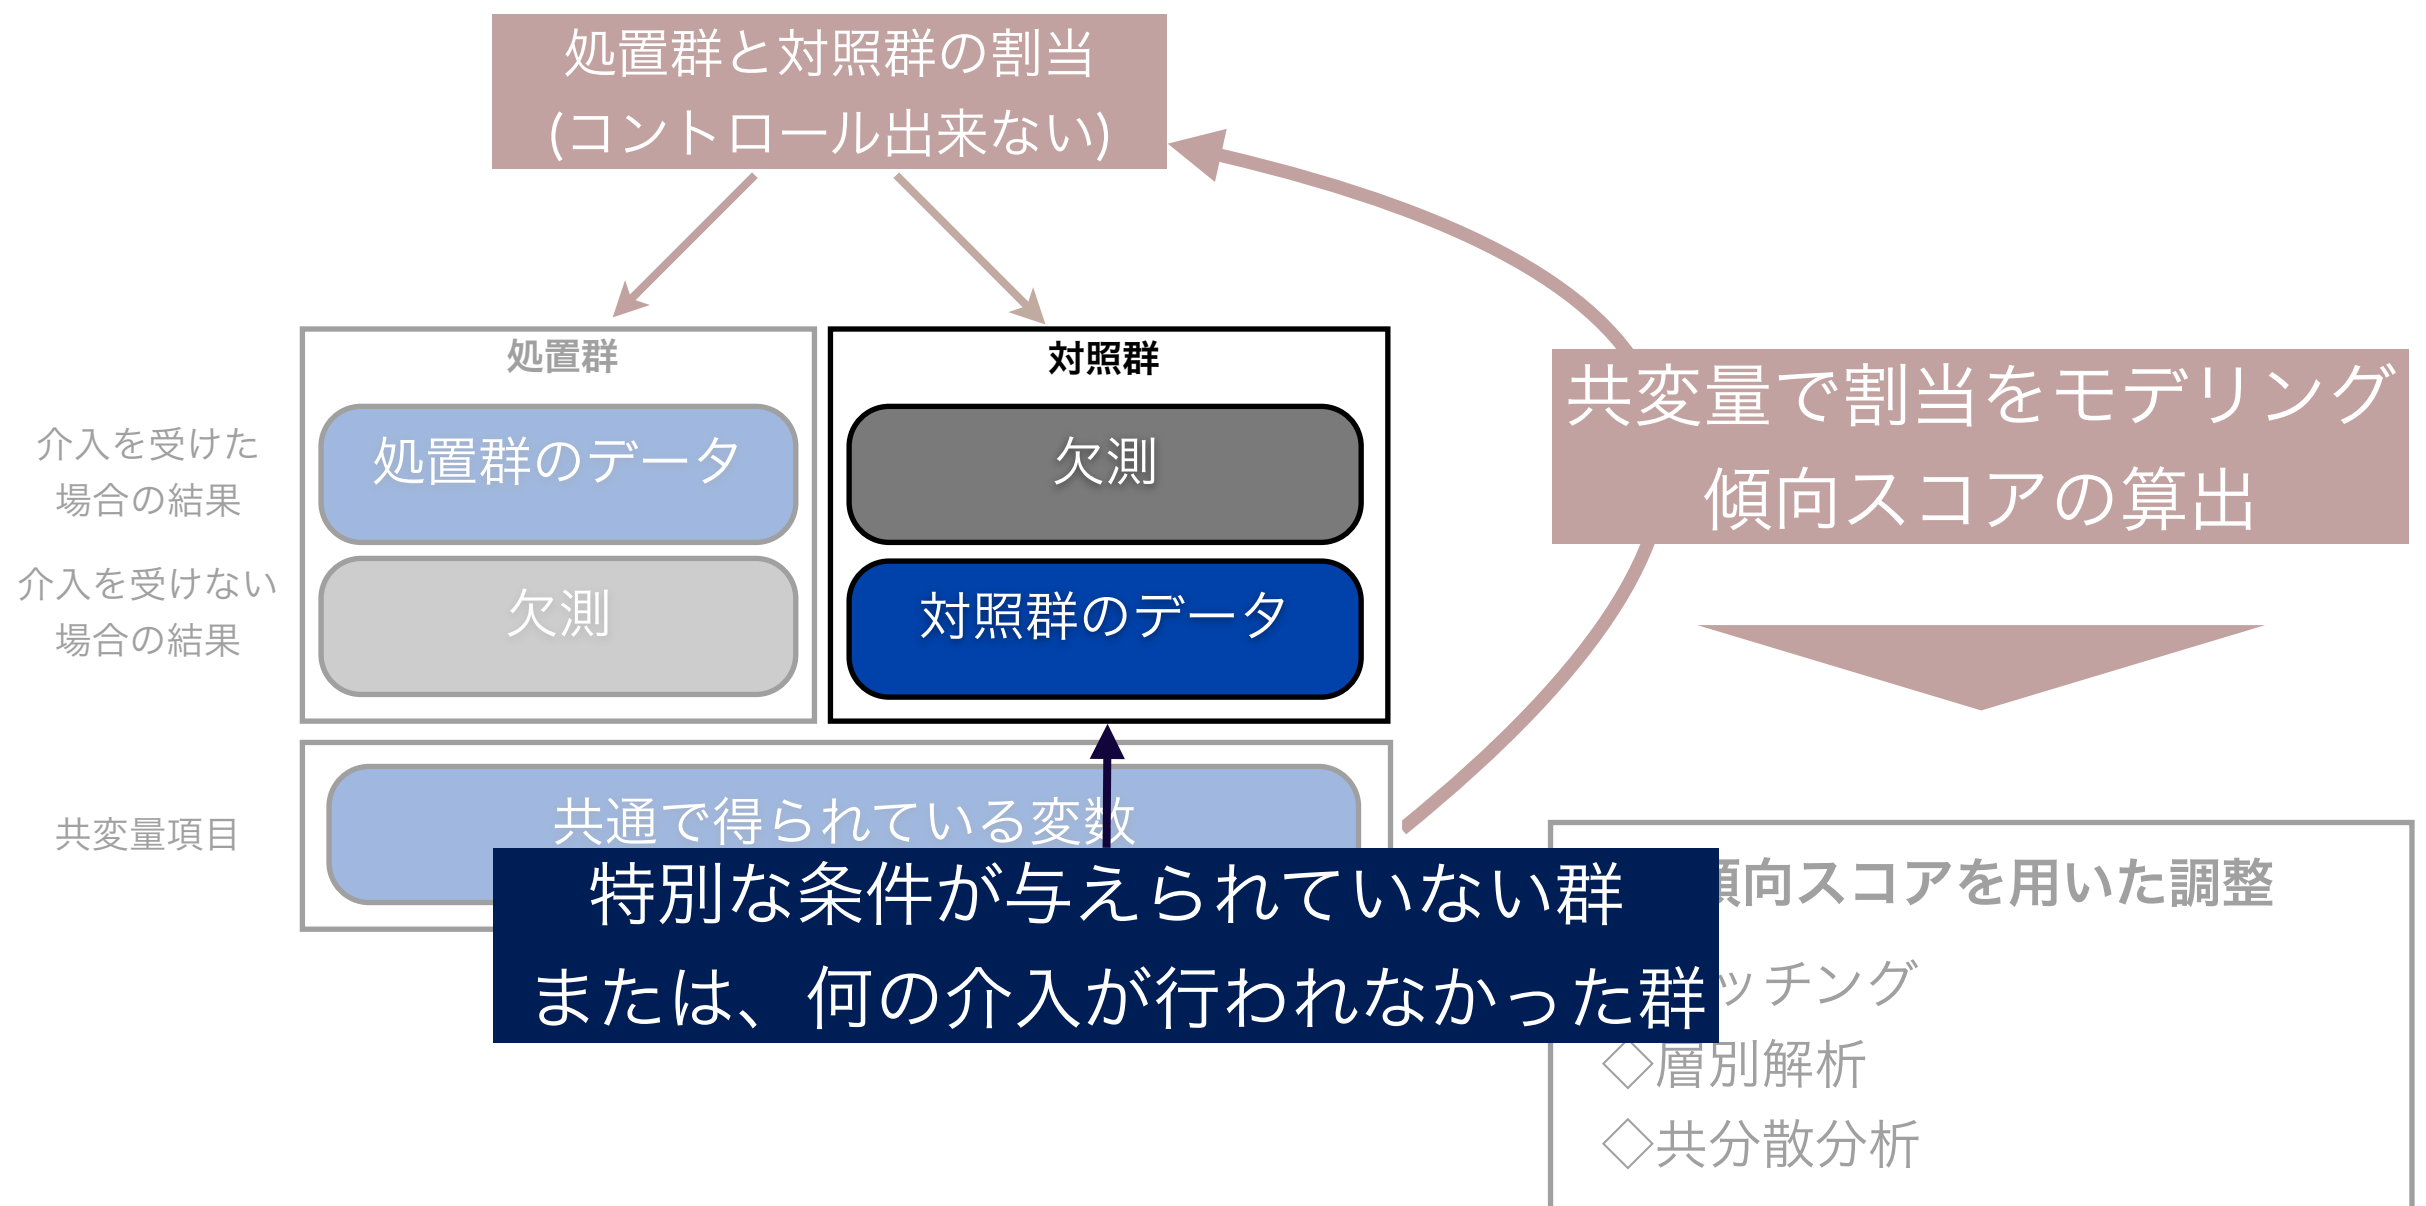 処置群と対照群の割当
(コントロール出来ない)
処置群
対照群
介入を受けた
場合の結果
処置群のデータ
欠測
介入を受けない
場合の結果
欠測
対照群のデータ
共変量で割当をモデリング
傾向スコアの算出
共変量項目
共通で得られている変数
特別な条件が与えられていない群
または、何の介入が行われなかった群
傾向スコアを用いた調整
ッチング
◇層別解析
◇共分散分析